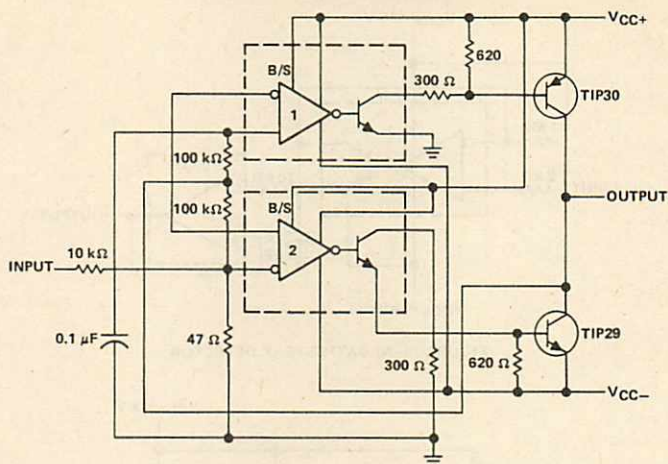 VCC+
620
B/S
300 Ω
TIP30
1
100 kΩ
100 kΩ
OUTPUT
B/S
2
10 kΩ
INPUT
TIP29
0.1 μF
47 Ω
300 Ω
620 Ω
VCC–